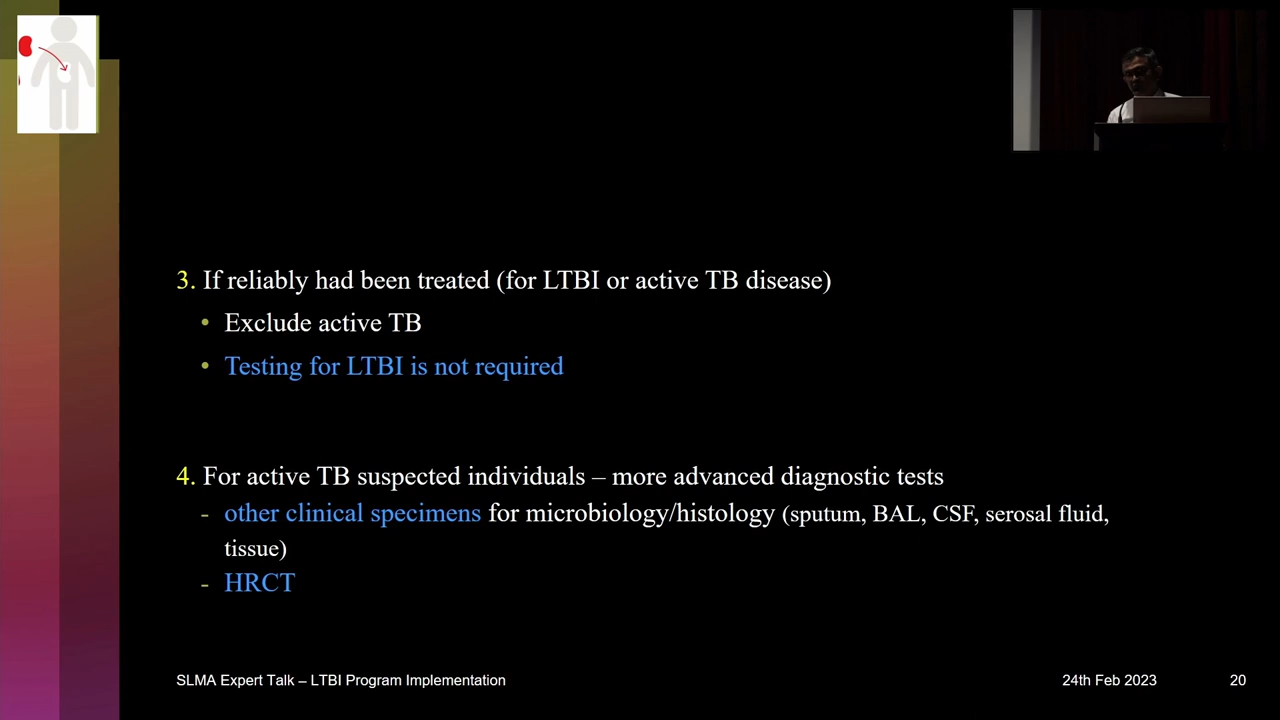 3. If reliably had been treated (for LTBI or active TB disease)
• Exclude active TB
• Testing for LTBI is not required
4. For active TB suspected individuals – more advanced diagnostic tests
- other clinical specimens for microbiology/histology (sputum, BAL, CSF, serosal fluid,
tissue)
- HRCT
SLMA Expert Talk – LTBI Program Implementation 24th Feb 2023 20